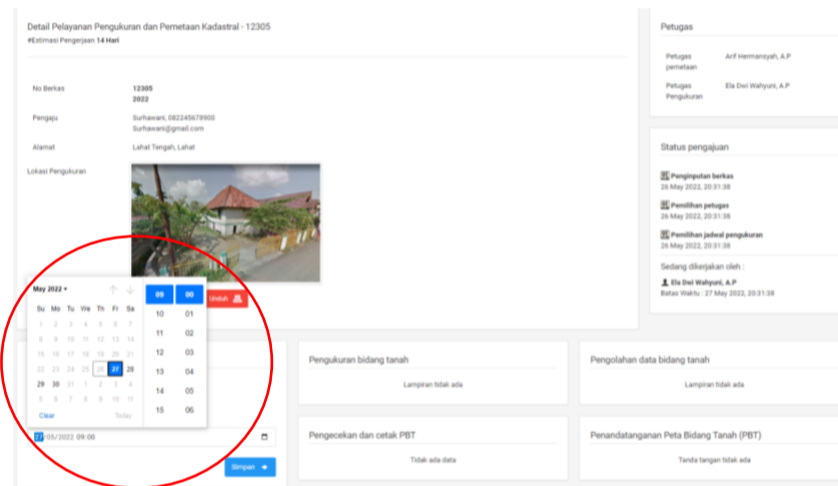 Detail Pelayanan Pengukuran dan Pemetaan Kadastral - 12305
#Estimasi Pengerjaan 14 Hari
No Berkas 12305
2022
Pengaju Surhawani, 082245678900
Surhawani@gmail.com
Alamat Lahat Tengah, Lahat
Lokasi Pengukuran
Unduh
May 2022
Su Mo Tu We Th Fr Sa
1 2 3 4 5 6 7
8 9 10 11 12 13 14
15 16 17 18 19 20 21
22 23 24 25 26 27 28
29 30 31 1 2 3 4
5 6 7 8 9 10 11
Clear Today
09 00
10 01
11 02
12 03
13 04
14 05
15 06
27/05/2022 09:00
Simpan
Pengukuran bidang tanah
Lampiran tidak ada
Pengolahan data bidang tanah
Lampiran tidak ada
Pengecekan dan cetak PBT
Tidak ada data
Penandatanganan Peta Bidang Tanah (PBT)
Tanda tangan tidak ada
Petugas
Petugas pemetaan Arif Hermansyah, A.P
Petugas Pengukuran Ela Dwi Wahyuni, A.P
Status pengajuan
Penginputan berkas
26 May 2022, 20:31:38
Pemilihan petugas
26 May 2022, 20:31:38
Pemilihan jadwal pengukuran
26 May 2022, 20:31:38
Sedang dikerjakan oleh :
Ela Dwi Wahyuni, A.P
Batas Waktu : 27 May 2022, 20:31:38